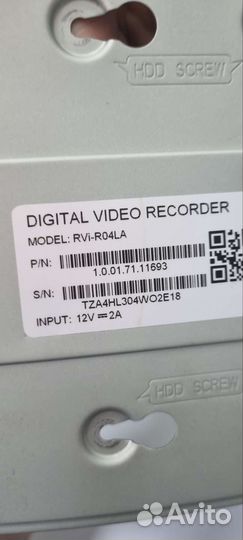 HDD SCREW
DIGITAL VIDEO RECORDER
MODEL: RVi-R04LA
P/N:
1.0.01.71.11693
S/N:
TZA4HL304WO2E18
INPUT: 12V⎓2A
HDD SCREW
Avito